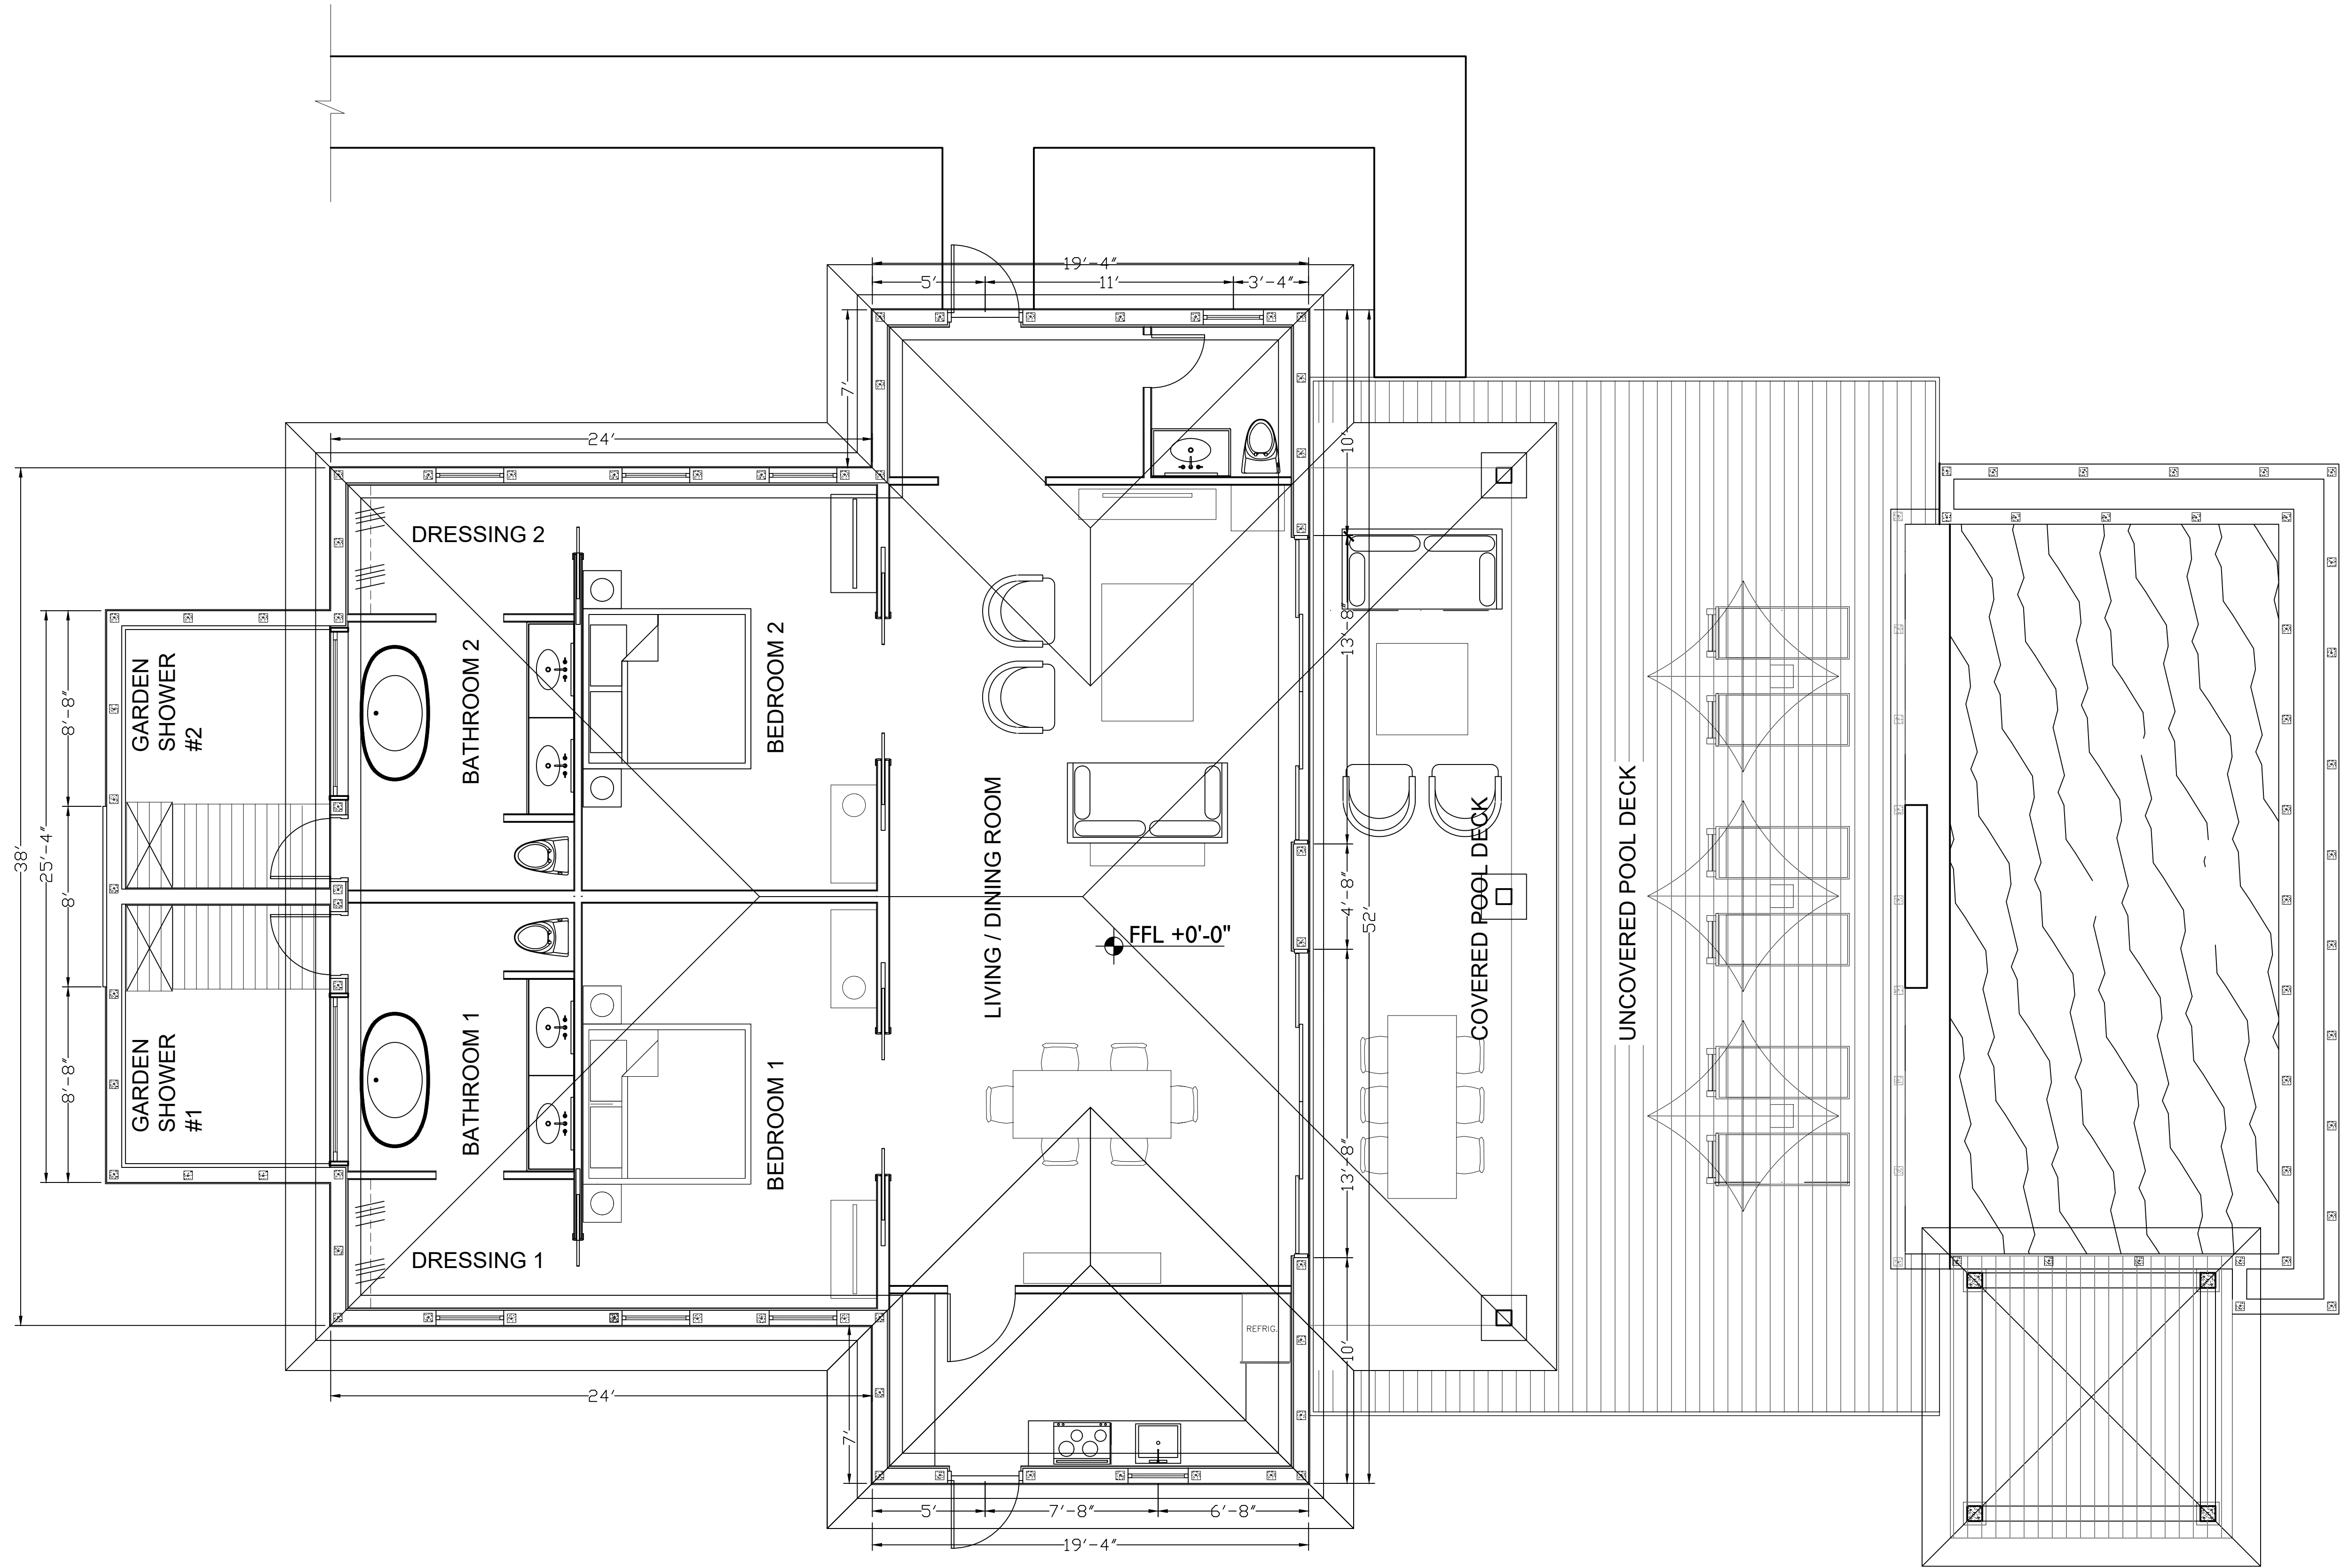 19'-4"
5'
11'
3'-4"
7'
24'
10'
DRESSING 2
GARDEN
SHOWER
#2
BATHROOM 2
BEDROOM 2
13'-8"
8'-8"
38'
25'-4"
8'
8'-8"
LIVING / DINING ROOM
FFL +0'-0"
4'-8"
52'
COVERED POOL DECK
UNCOVERED POOL DECK
GARDEN
SHOWER
#1
BATHROOM 1
BEDROOM 1
13'-8"
DRESSING 1
REFRIG.
10'
24'
7'
5'
7'-8"
6'-8"
19'-4"